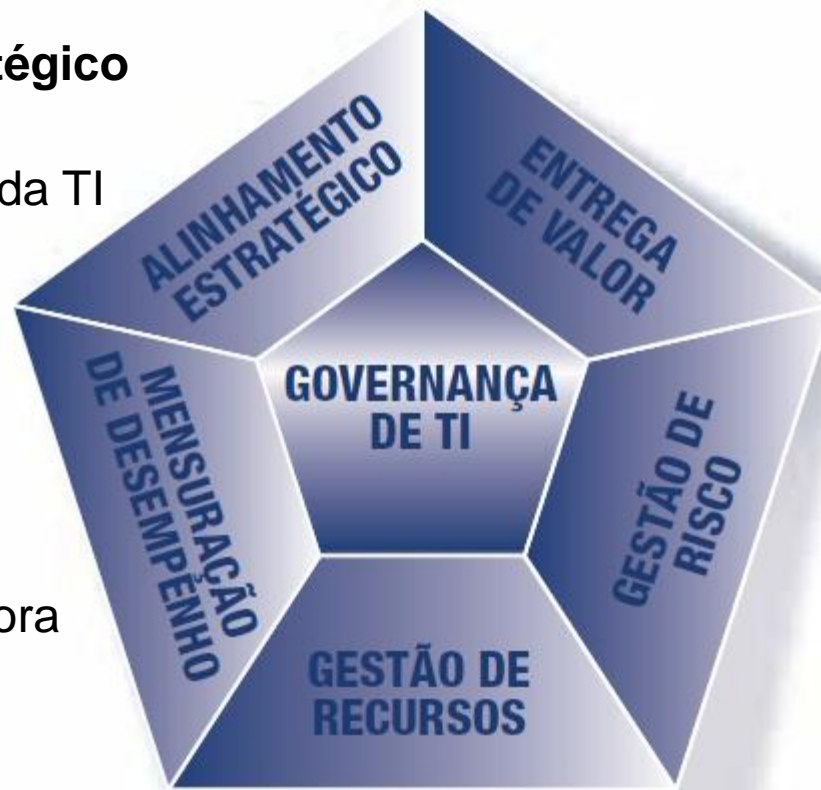 tégico
da TI
ora
ALINHAMENTO
ESTRATÉGICO
ENTREGA
DE VALOR
GOVERNANÇA
DE TI
MENSURAÇÃO
DE DESEMPENHO
GESTÃO DE
RISCO
GESTÃO DE
RECURSOS